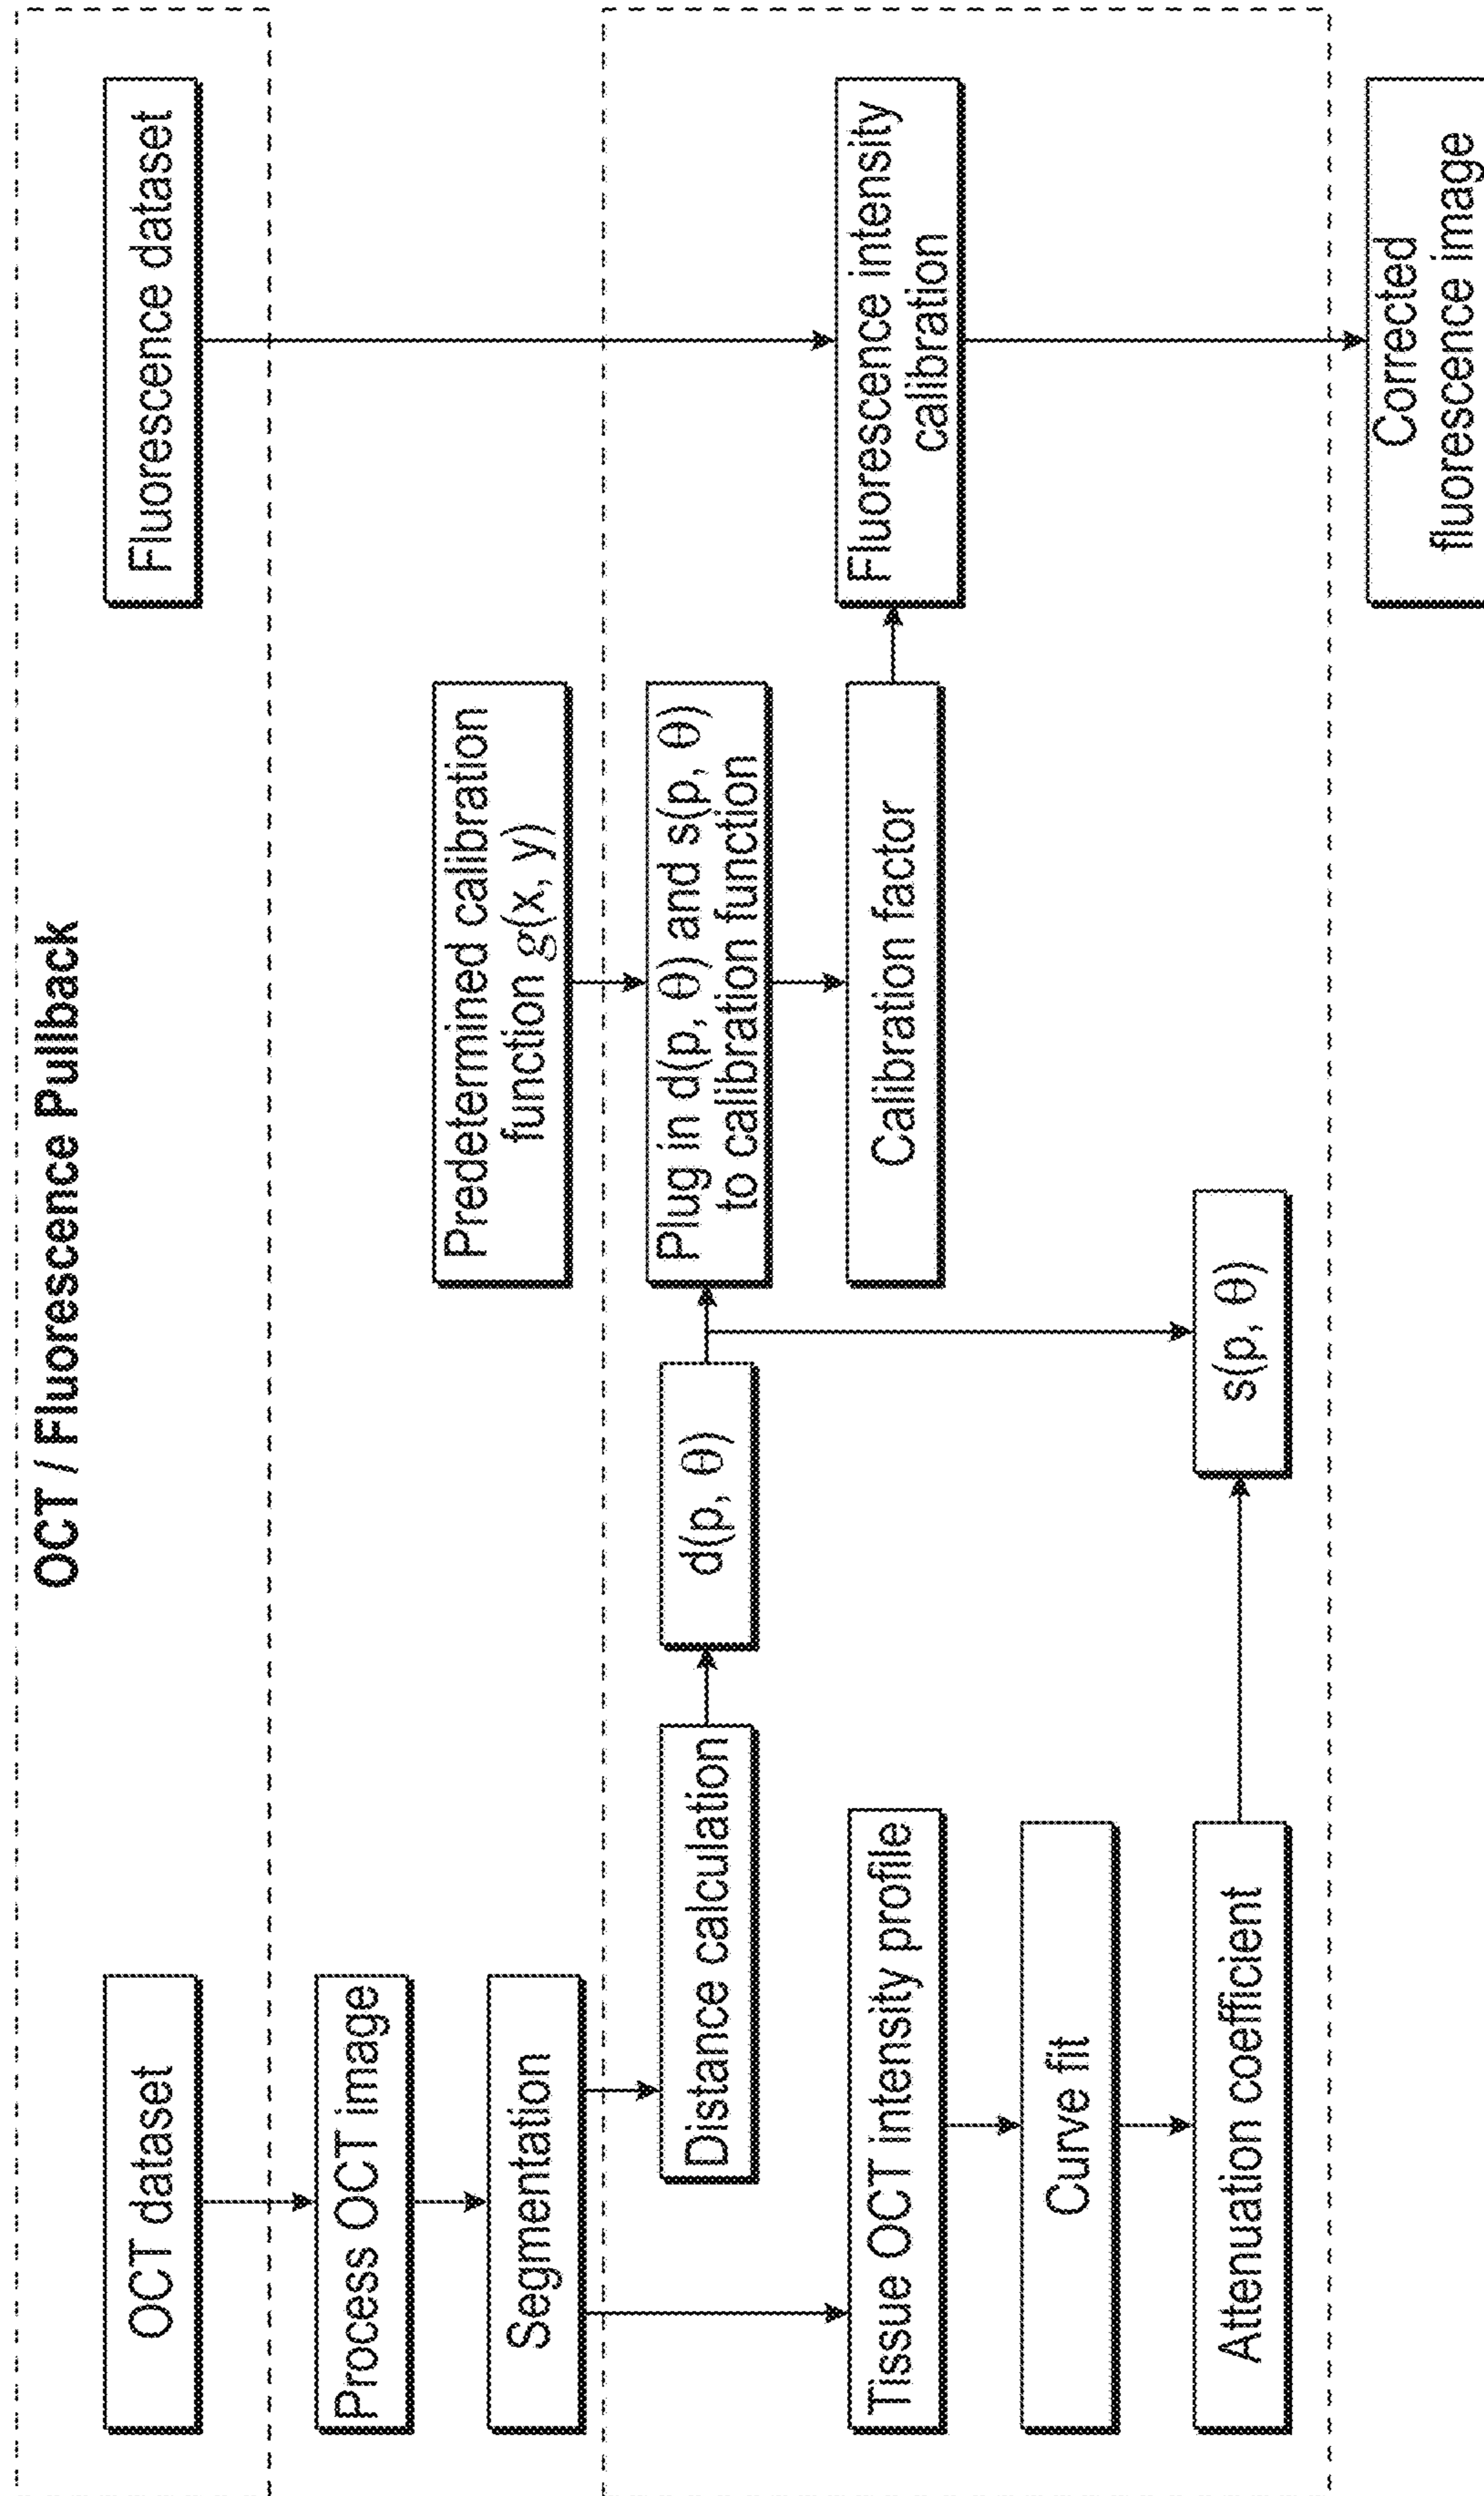 OCT / Fluorescence Pullback
OCT dataset
Fluorescence dataset
Process OCT image
Segmentation
Predetermined calibration
function g(x, y)
Distance calculation
d(p, θ)
Plug in d(p, θ) and s(p, θ)
to calibration function
Tissue OCT intensity profile
Calibration factor
Fluorescence intensity
calibration
Curve fit
Attenuation coefficient
s(p, θ)
Corrected
fluorescence image